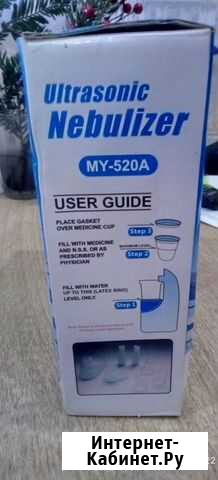 Ultrasonic
Nebulizer
MY-520A
USER GUIDE
PLACE GASKET
OVER MEDICINE CUP
Step 3
FILL WITH MEDICINE
AND N.S.S. OR AS
PRESCRIBED BY
PHYSICIAN
MAXIMUM LEVEL
Step 2
FILL WITH WATER
UP TO THIS (LATEX RING)
LEVEL ONLY
Step 1
Интернет-
Кабинет.Ру